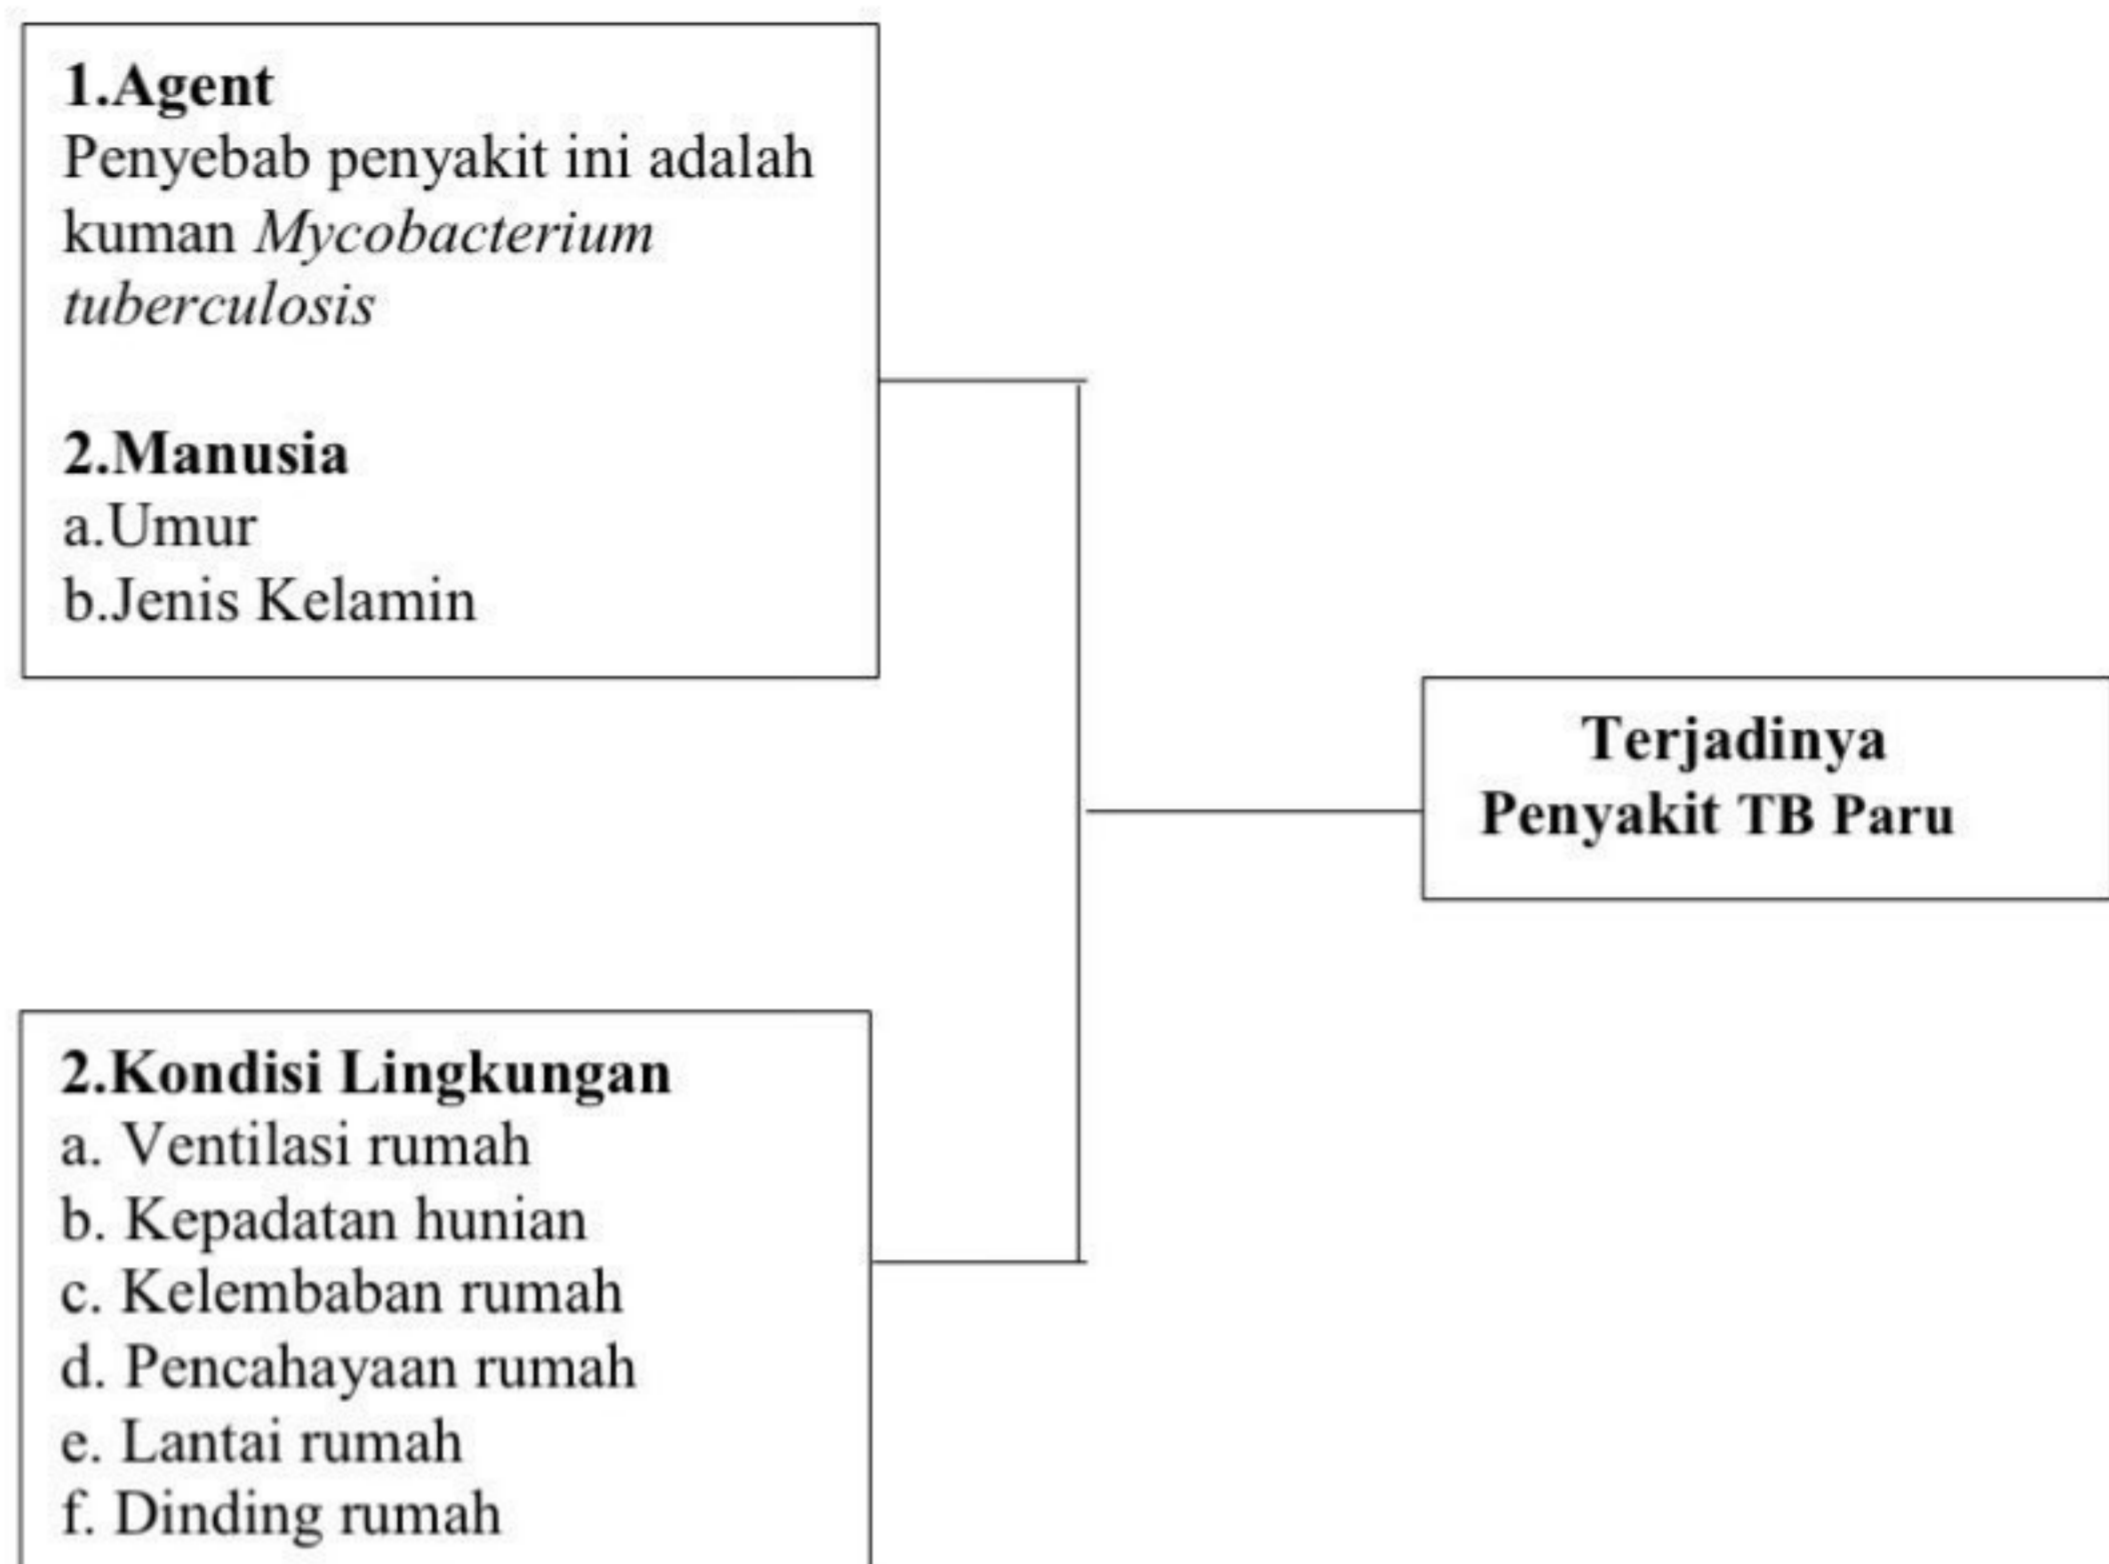 1.Agent
Penyebab penyakit ini adalah
kuman Mycobacterium
tuberculosis
2.Manusia
a.Umur
b.Jenis Kelamin
Terjadinya
Penyakit TB Paru
2.Kondisi Lingkungan
a. Ventilasi rumah
b. Kepadatan hunian
c. Kelembaban rumah
d. Pencahayaan rumah
e. Lantai rumah
f. Dinding rumah